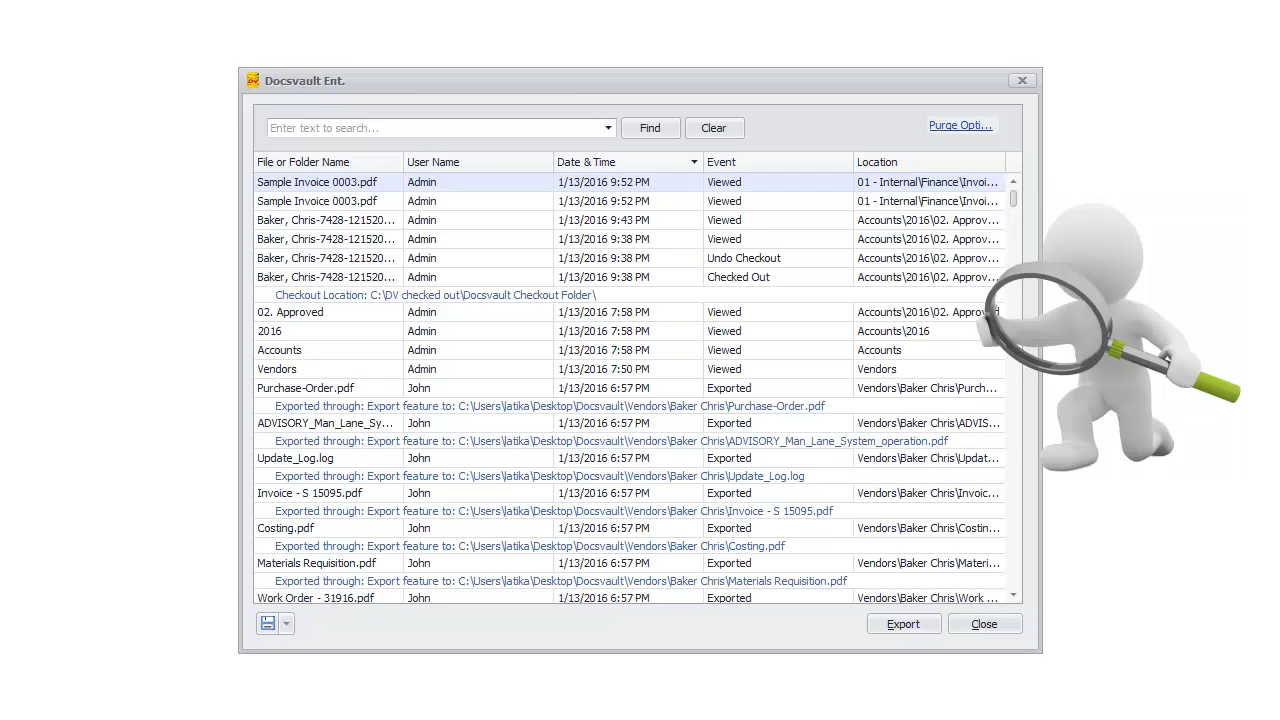 Docsvault Ent.
Enter text to search...
Find
Clear
Purge Opti...
File or Folder Name User Name Date & Time Event Location
Sample Invoice 0003.pdf Admin 1/13/2016 9:52 PM Viewed 01 - Internal\Finance\Invoi...
Sample Invoice 0003.pdf Admin 1/13/2016 9:52 PM Viewed 01 - Internal\Finance\Invoi...
Baker, Chris-7428-121520... Admin 1/13/2016 9:43 PM Viewed Accounts\2016\02. Approv...
Baker, Chris-7428-121520... Admin 1/13/2016 9:38 PM Viewed Accounts\2016\02. Approv...
Baker, Chris-7428-121520... Admin 1/13/2016 9:38 PM Undo Checkout Accounts\2016\02. Approv...
Baker, Chris-7428-121520... Admin 1/13/2016 9:38 PM Checked Out Accounts\2016\02. Approv...
Checkout Location: C:\DV checked out\Docsvault Checkout Folder\
02. Approved Admin 1/13/2016 7:58 PM Viewed Accounts\2016\02. Approved
2016 Admin 1/13/2016 7:58 PM Viewed Accounts\2016
Accounts Admin 1/13/2016 7:58 PM Viewed Accounts
Vendors Admin 1/13/2016 7:50 PM Viewed Vendors
Purchase-Order.pdf John 1/13/2016 6:57 PM Exported Vendors\Baker Chris\Purch...
Exported through: Export feature to: C:\Users\latika\Desktop\Docsvault\Vendors\Baker Chris\Purchase-Order.pdf
ADVISORY_Man_Lane_Sy... John 1/13/2016 6:57 PM Exported Vendors\Baker Chris\ADVIS...
Exported through: Export feature to: C:\Users\latika\Desktop\Docsvault\Vendors\Baker Chris\ADVISORY_Man_Lane_System_operation.pdf
Update_Log.log John 1/13/2016 6:57 PM Exported Vendors\Baker Chris\Updat...
Exported through: Export feature to: C:\Users\latika\Desktop\Docsvault\Vendors\Baker Chris\Update_Log.log
Invoice - S 15095.pdf John 1/13/2016 6:57 PM Exported Vendors\Baker Chris\Invoic...
Exported through: Export feature to: C:\Users\latika\Desktop\Docsvault\Vendors\Baker Chris\Invoice - S 15095.pdf
Costing.pdf John 1/13/2016 6:57 PM Exported Vendors\Baker Chris\Costin...
Exported through: Export feature to: C:\Users\latika\Desktop\Docsvault\Vendors\Baker Chris\Costing.pdf
Materials Requisition.pdf John 1/13/2016 6:57 PM Exported Vendors\Baker Chris\Materi...
Exported through: Export feature to: C:\Users\latika\Desktop\Docsvault\Vendors\Baker Chris\Materials Requisition.pdf
Work Order - 31916.pdf John 1/13/2016 6:57 PM Exported Vendors\Baker Chris\Work ...
Export
Close